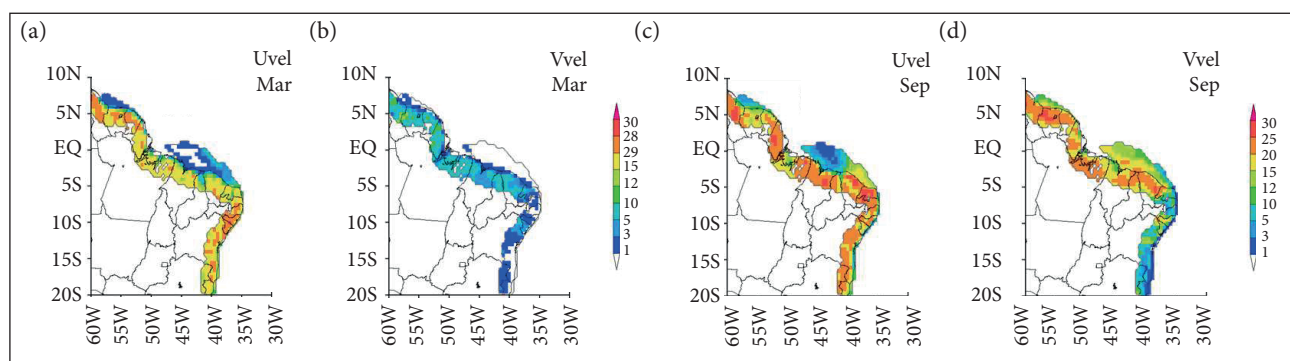 (a)
Uvel
Mar
10N
5N
EQ
5S
10S
15S
20S
60W
55W
50W
45W
40W
35W
30W
(b)
Vvel
Mar
10N
5N
EQ
5S
10S
15S
20S
60W
55W
50W
45W
40W
35W
30W
30
28
29
15
12
10
5
3
1
(c)
Uvel
Sep
10N
5N
EQ
5S
10S
15S
20S
60W
55W
50W
45W
40W
35W
30W
(d)
Vvel
Sep
10N
5N
EQ
5S
10S
15S
20S
60W
55W
50W
45W
40W
35W
30W
30
25
20
15
12
10
5
3
1